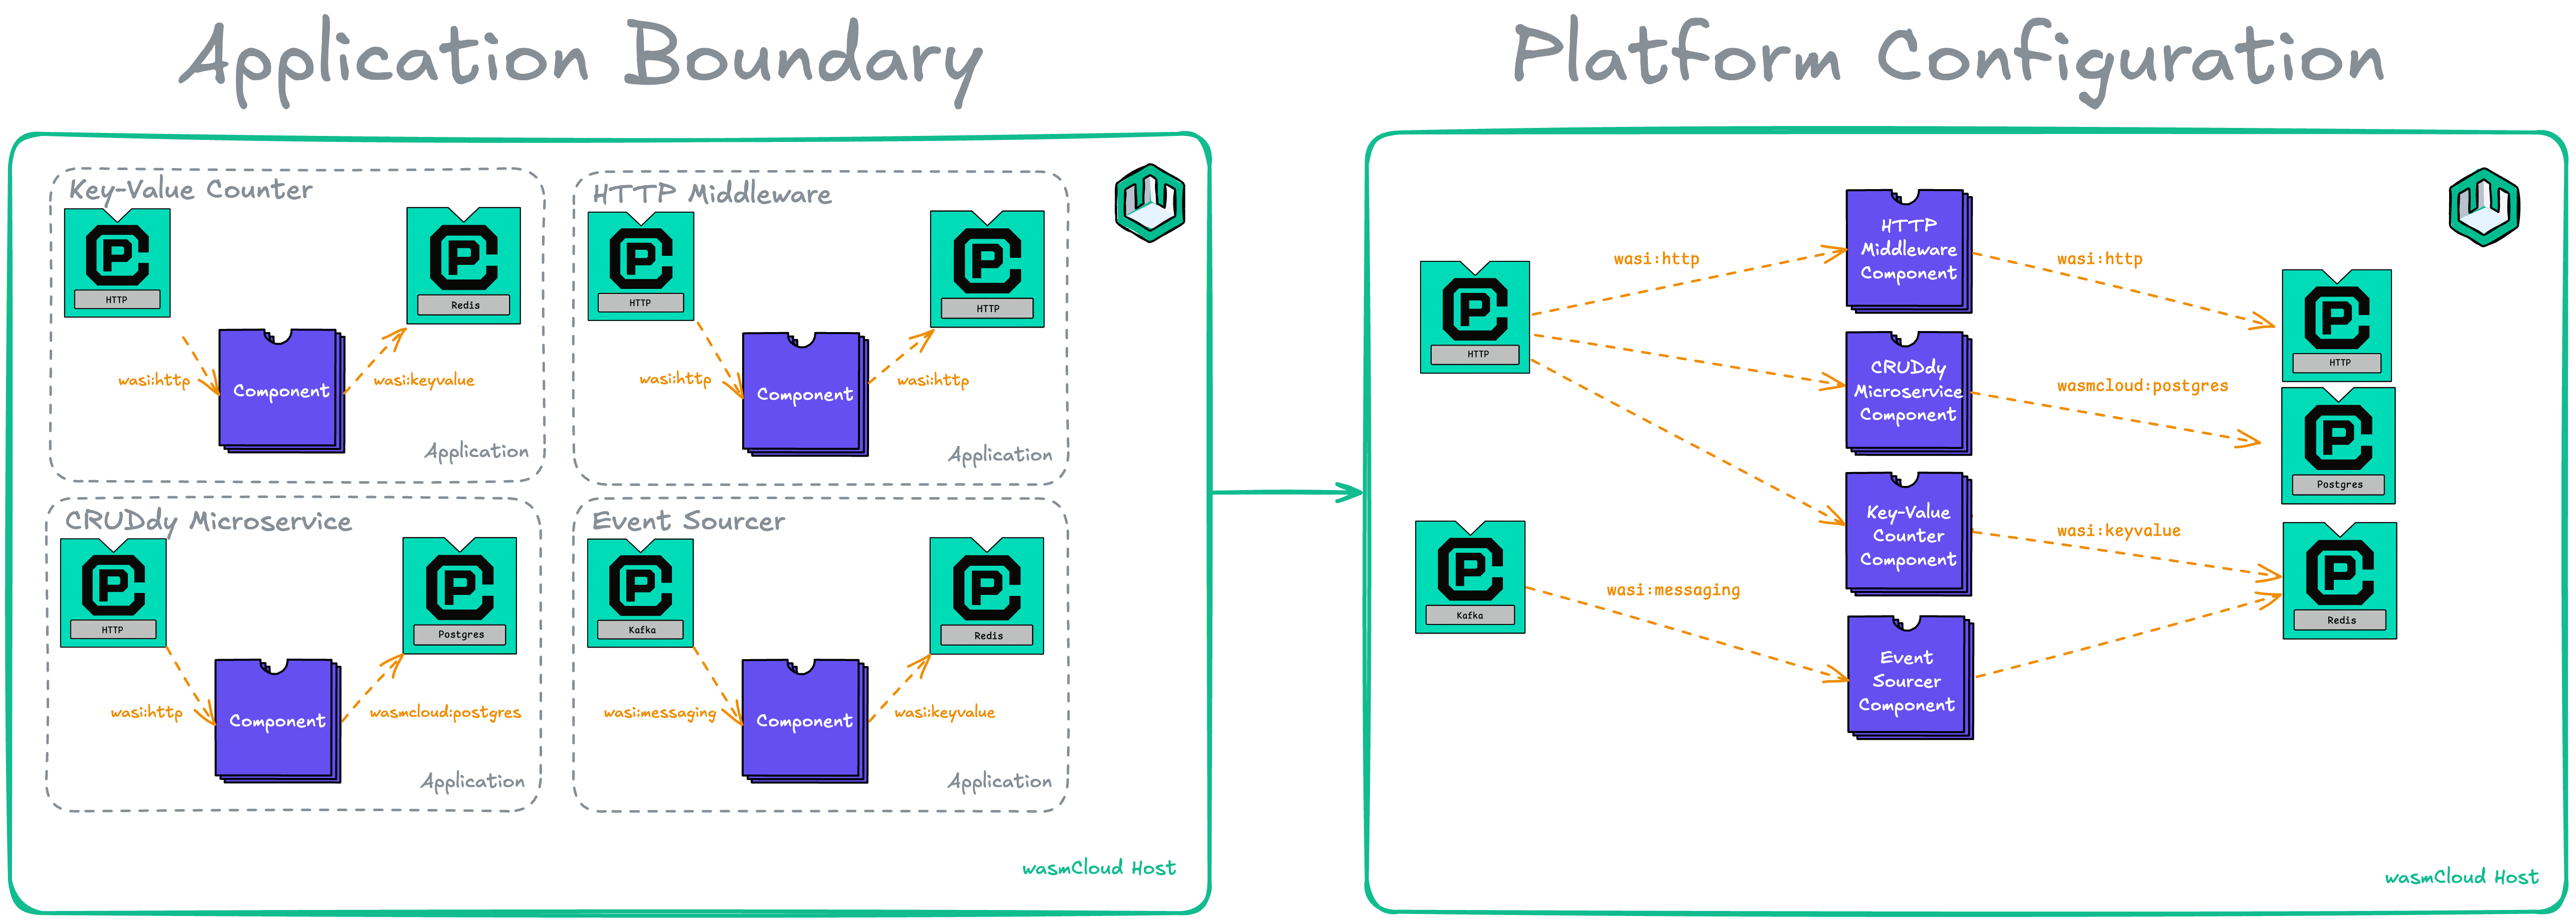 Application Boundary
Key-Value Counter
HTTP
Redis
wasi:http
Component
wasi:keyvalue
Application
HTTP Middleware
HTTP
HTTP
wasi:http
Component
wasi:http
Application
CRUDdy Microservice
HTTP
Postgres
wasi:http
Component
wasmcloud:postgres
Application
Event Sourcer
Kafka
Redis
wasi:messaging
Component
wasi:keyvalue
Application
wasmCloud Host
Platform Configuration
HTTP
Kafka
wasi:http
wasi:messaging
HTTP
Middleware
Component
CRUDdy
Microservice
Component
Key-Value
Counter
Component
Event
Sourcer
Component
wasi:http
wasmcloud:postgres
wasi:keyvalue
HTTP
Postgres
Redis
wasmCloud Host